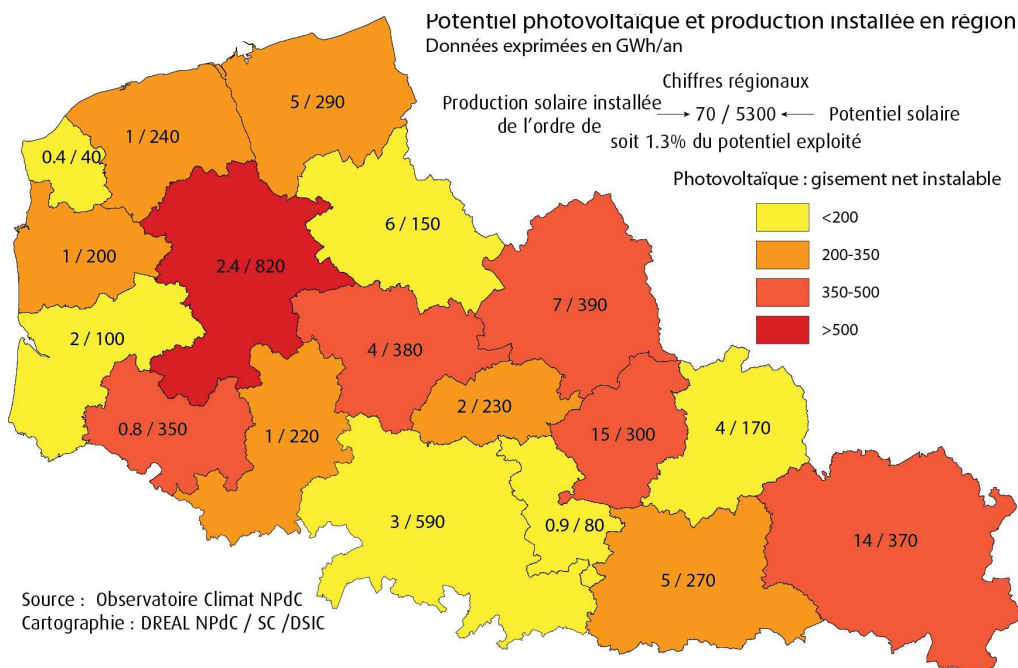 Potentiel photovoltaïque et production installée en région
Données exprimées en GWh/an
Chiffres régionaux
Production solaire installée de l'ordre de
70 / 5300
Potentiel solaire
soit 1.3% du potentiel exploité
Photovoltaïque : gisement net instalable
<200
200-350
350-500
>500
5 / 290
1 / 240
0.4 / 40
6 / 150
1 / 200
2.4 / 820
7 / 390
2 / 100
4 / 380
2 / 230
0.8 / 350
1 / 220
15 / 300
4 / 170
3 / 590
0.9 / 80
14 / 370
5 / 270
Source : Observatoire Climat NPdC
Cartographie : DREAL NPdC / SC /DSIC